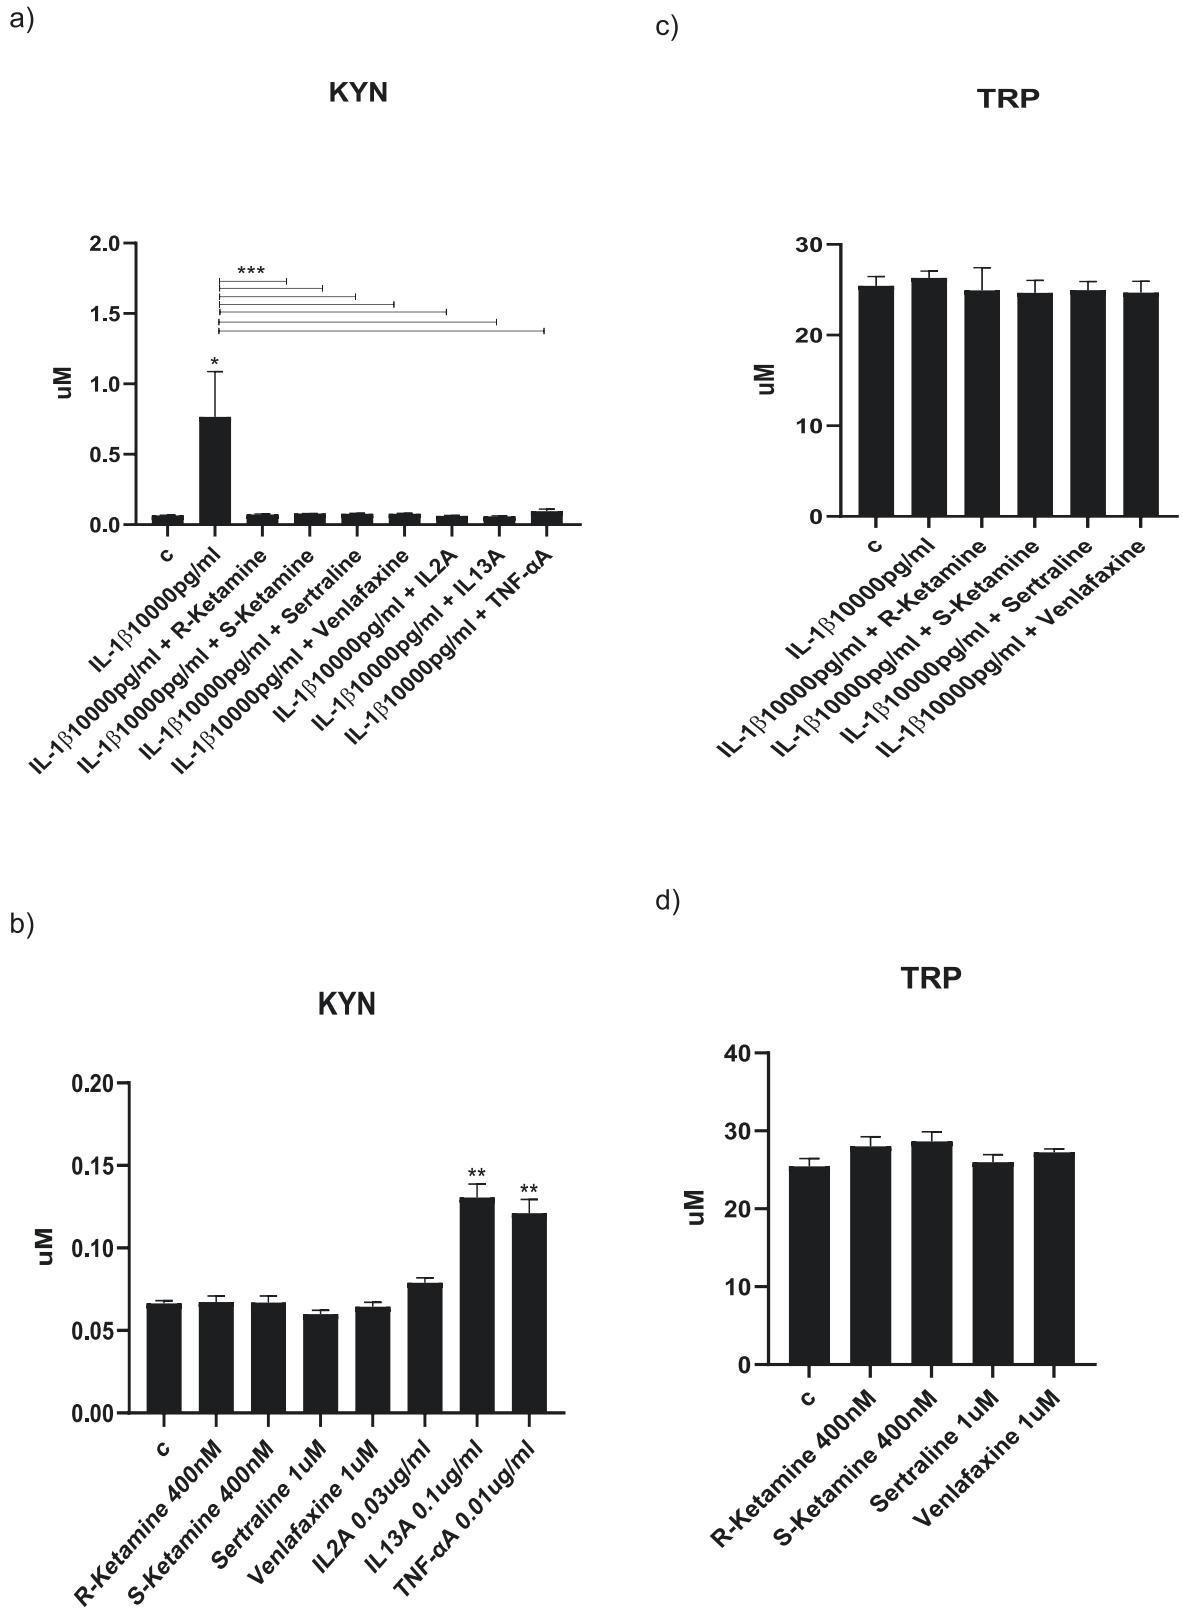 a)
KYN
2.0
1.5
1.0
0.5
0.0
uM
***
*
c
IL-1β10000pg/ml
IL-1β10000pg/ml + R-Ketamine
IL-1β10000pg/ml + S-Ketamine
IL-1β10000pg/ml + Sertraline
IL-1β10000pg/ml + Venlafaxine
IL-1β10000pg/ml + IL2A
IL-1β10000pg/ml + IL13A
IL-1β10000pg/ml + TNF-αA
c)
TRP
30
20
10
0
uM
c
IL-1β10000pg/ml
IL-1β10000pg/ml + R-Ketamine
IL-1β10000pg/ml + S-Ketamine
IL-1β10000pg/ml + Sertraline
IL-1β10000pg/ml + Venlafaxine
b)
KYN
0.20
0.15
0.10
0.05
0.00
uM
**
**
c
R-Ketamine 400nM
S-Ketamine 400nM
Sertraline 1uM
Venlafaxine 1uM
IL2A 0.03ug/ml
IL13A 0.1ug/ml
TNF-αA 0.01ug/ml
d)
TRP
40
30
20
10
0
uM
c
R-Ketamine 400nM
S-Ketamine 400nM
Sertraline 1uM
Venlafaxine 1uM